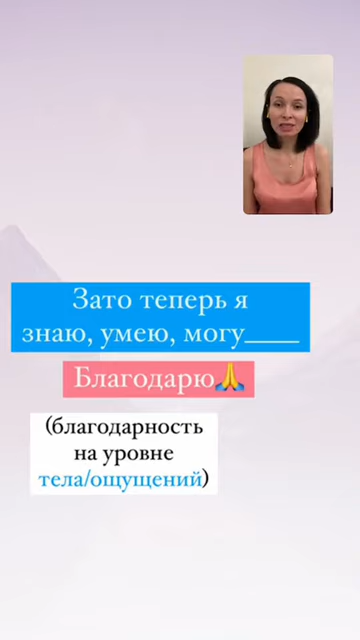 Зато теперь я
знаю, умею, могу____
Благодарю🙏
(благодарность
на уровне
тела/ощущений)